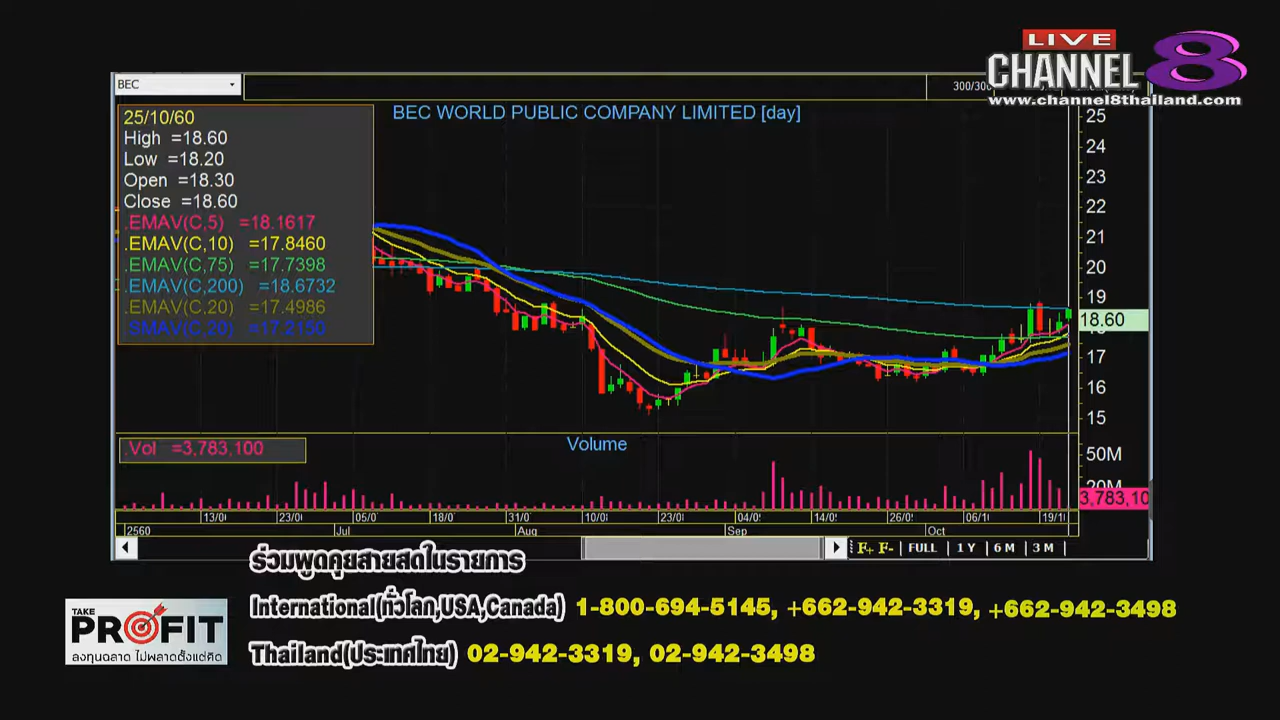 LIVE
CHANNEL 8
www.channel8thailand.com
BEC
300/300
25/10/60
High =18.60
Low =18.20
Open =18.30
Close =18.60
.EMAV(C,5) =18.1617
.EMAV(C,10) =17.8460
.EMAV(C,75) =17.7398
.EMAV(C,200) =18.6732
.EMAV(C,20) =17.4986
.SMAV(C,20) =17.2150
BEC WORLD PUBLIC COMPANY LIMITED [day]
25
24
23
22
21
20
19
18.60
17
16
15
.Vol =3,783,100
Volume
50M
20M
3,783,10
13/0 23/0 05/0 18/0 31/0 10/0 23/0 04/0 14/0 26/0 06/1 19/1
2560 Jul Aug Sep Oct
F+ F- FULL 1 Y 6 M 3 M
ร่วมพูดคุยสายสดในรายการ
International(ทั่วโลก,USA,Canada) 1-800-694-5145, +662-942-3319, +662-942-3498
Thailand(ประเทศไทย) 02-942-3319, 02-942-3498
TAKE
PROFIT
ลงทุนฉลาด ไม่พลาดตั้งแต่คิด